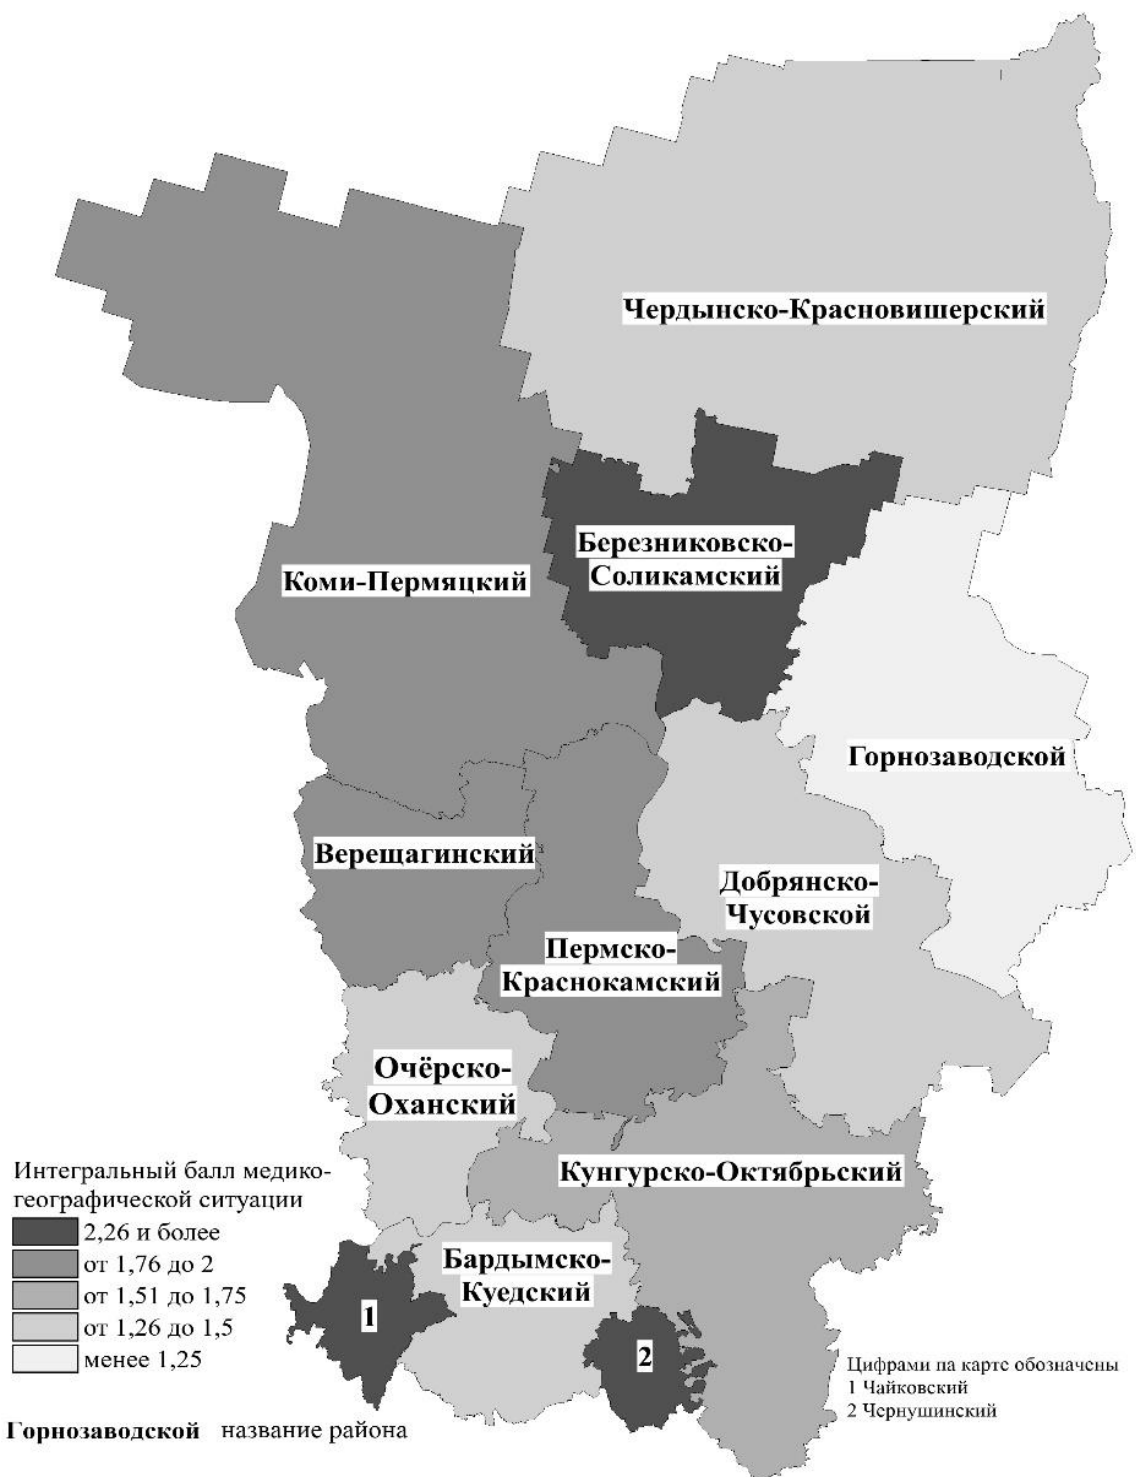 Чердынско-Красновишерский
Березниковско-
Соликамский
Коми-Пермяцкий
Горнозаводской
Верещагинский
Добрянско-
Чусовской
Пермско-
Краснокамский
Очёрско-
Оханский
Кунгурско-Октябрьский
Бардымско-
Куедский
1
2
Интегральный балл медико-
географической ситуации
2,26 и более
от 1,76 до 2
от 1,51 до 1,75
от 1,26 до 1,5
менее 1,25
Горнозаводской название района
Цифрами на карте обозначены
1 Чайковский
2 Чернушинский